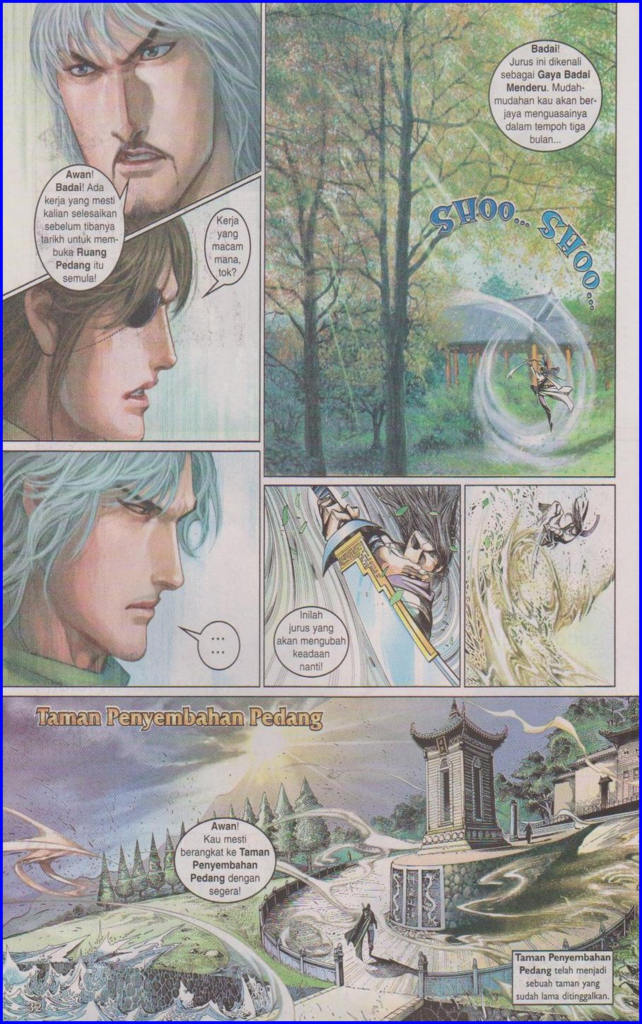 Awan!
Badai! Ada
kerja yang mesti
kalian selesaikan
sebelum tibanya
tarikh untuk mem-
buka Ruang
Pedang itu
semula!
Kerja
yang
macam
mana,
tok?
...
...
Badai!
Jurus ini dikenali
sebagai Gaya Badai
Menderu. Mudah-
mudahan kau akan ber-
jaya menguasainya
dalam tempoh tiga
bulan...
SHOO... SHOO...
Inilah
jurus yang
akan mengubah
keadaan
nanti!
Taman Penyembahan Pedang
Awan!
Kau mesti
berangkat ke Taman
Penyembahan
Pedang dengan
segera!
Taman Penyembahan
Pedang telah menjadi
sebuah taman yang
sudah lama ditinggalkan.
32